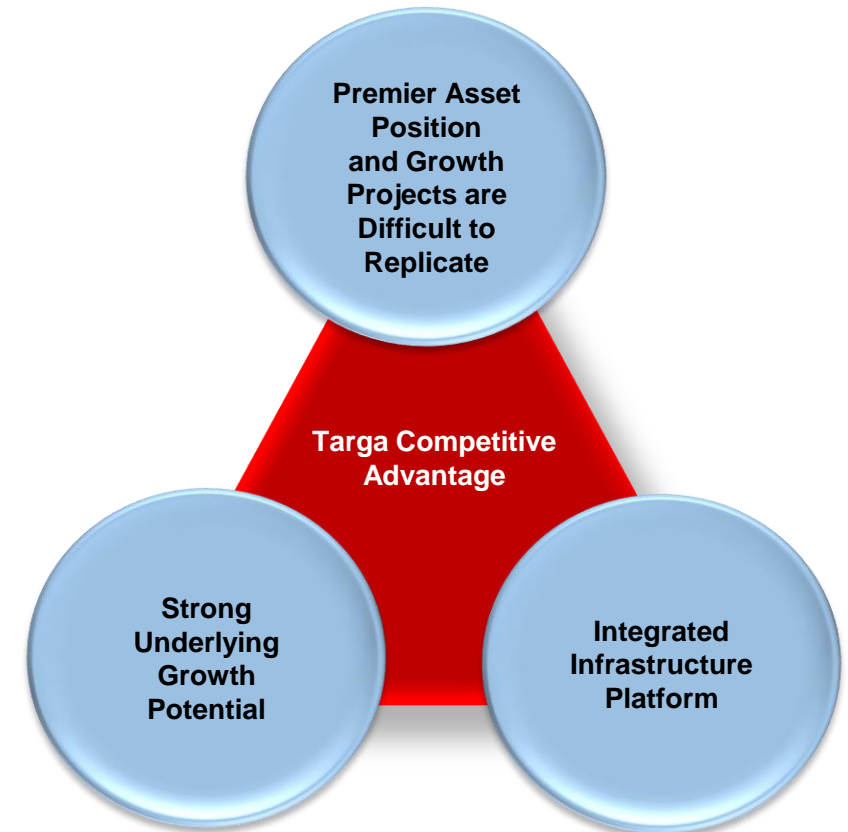 Premier Asset
Position
and Growth
Projects are
Difficult to
Replicate
Targa Competitive
Advantage
Strong
Underlying
Growth
Potential
Integrated
Infrastructure
Platform